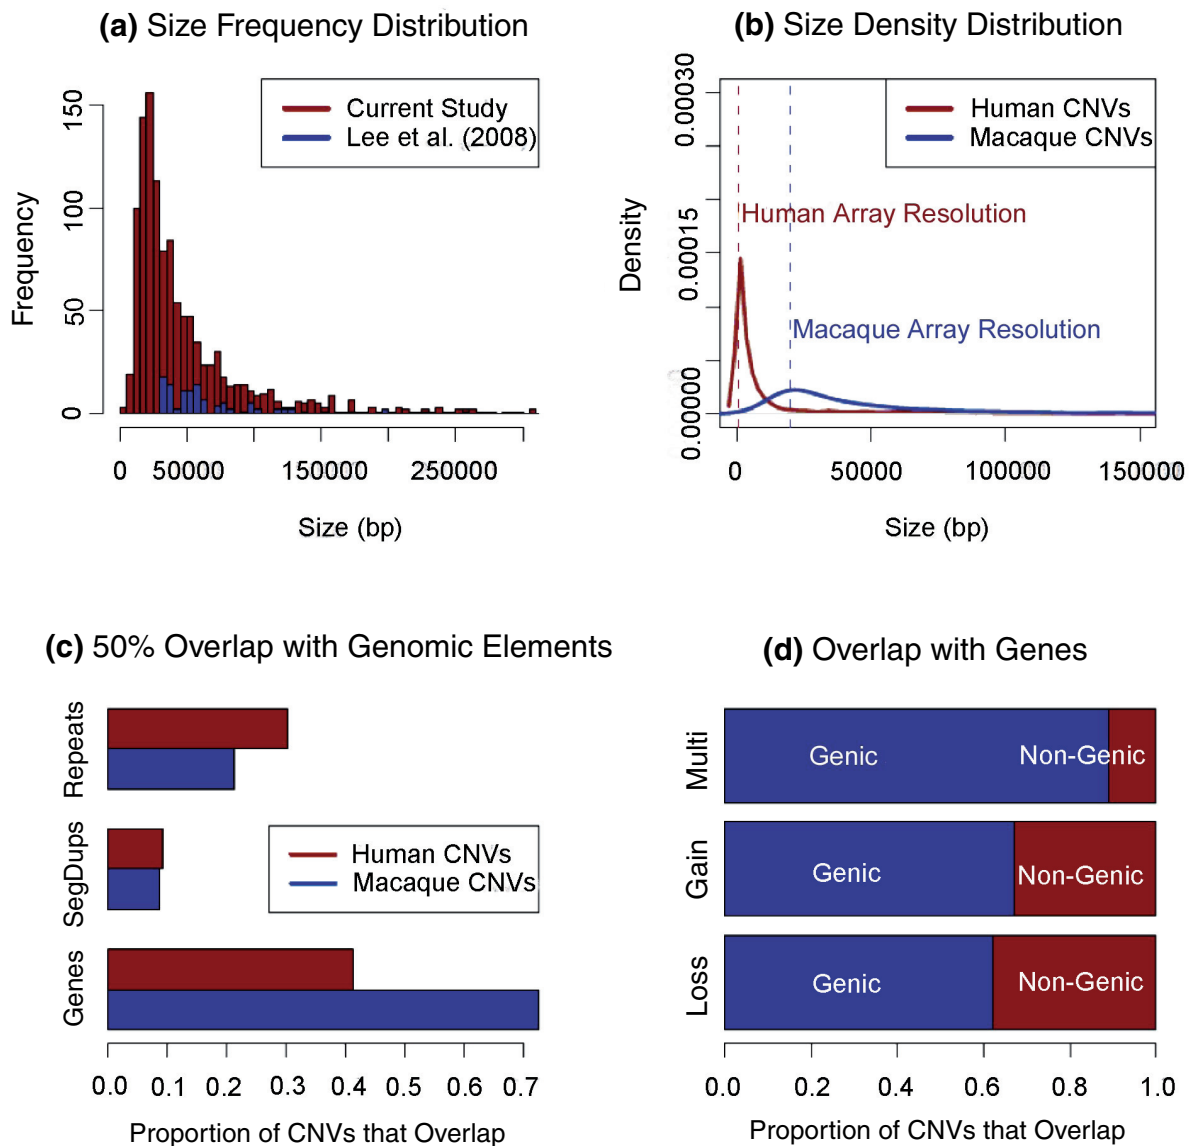 (a) Size Frequency Distribution
Current Study
Lee et al. (2008)
Frequency
150
100
50
0
0 50000 150000 250000
Size (bp)
(b) Size Density Distribution
Human CNVs
Macaque CNVs
Human Array Resolution
Macaque Array Resolution
Density
0.00030
0.00015
0.00000
0 50000 100000 150000
Size (bp)
(c) 50% Overlap with Genomic Elements
Repeats
SegDups
Genes
Human CNVs
Macaque CNVs
0.0 0.1 0.2 0.3 0.4 0.5 0.6 0.7
Proportion of CNVs that Overlap
(d) Overlap with Genes
Multi
Genic Non-Genic
Gain
Genic Non-Genic
Loss
Genic Non-Genic
0.0 0.2 0.4 0.6 0.8 1.0
Proportion of CNVs that Overlap